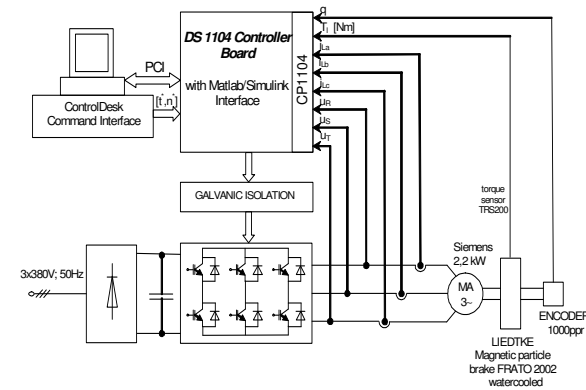 DS 1104 Controller
Board
with Matlab/Simulink
Interface
CP1104
PCI
[t*,n*]
ControlDesk
Command Interface
q
Tl [Nm]
iLa
iLb
iLc
uR
uS
uT
GALVANIC ISOLATION
torque
sensor
TRS200
3x380V; 50Hz
Siemens
2,2 kW
MA
3~
ENCODER
1000ppr
LIEDTKE
Magnetic particle
brake FRATO 2002
watercooled